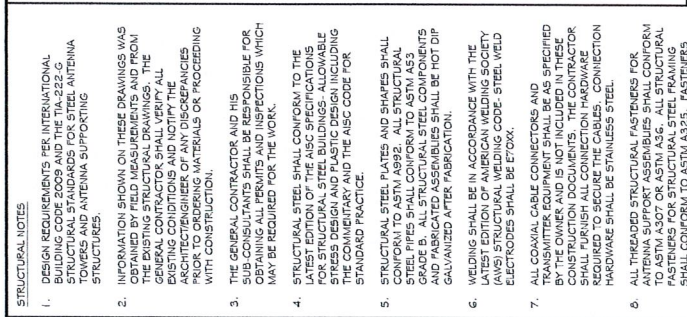 STRUCTURAL NOTES
1. DESIGN REQUIREMENTS PER INTERNATIONAL
BUILDING CODE 2009 AND THE TIA-222-G
STRUCTURAL STANDARDS FOR STEEL ANTENNA
TOWERS AND ANTENNA SUPPORTING
STRUCTURES.
2. INFORMATION SHOWN ON THESE DRAWINGS WAS
OBTAINED BY FIELD MEASUREMENTS AND FROM
THE EXISTING STRUCTURAL DRAWINGS. THE
GENERAL CONTRACTOR SHALL VERIFY ALL
EXISTING CONDITIONS AND NOTIFY THE
ARCHITECT/ENGINEER OF ANY DISCREPANCIES
PRIOR TO ORDERING MATERIALS OR PROCEEDING
WITH CONSTRUCTION.
3. THE GENERAL CONTRACTOR AND HIS
SUB-CONSULTANTS SHALL BE RESPONSIBLE FOR
OBTAINING ALL PERMITS AND INSPECTIONS WHICH
MAY BE REQUIRED FOR THE WORK.
4. STRUCTURAL STEEL SHALL CONFORM TO THE
LATEST EDITION OF THE AISC SPECIFICATIONS
FOR STRUCTURAL STEEL BUILDINGS- ALLOWABLE
STRESS DESIGN AND PLASTIC DESIGN INCLUDING
THE COMMENTARY AND THE AISC CODE FOR
STANDARD PRACTICE.
5. STRUCTURAL STEEL PLATES AND SHAPES SHALL
CONFORM TO ASTM A992. ALL STRUCTURAL
STEEL PIPES SHALL CONFORM TO ASTM A53
GRADE B. ALL STRUCTURAL STEEL COMPONENTS
AND FABRICATED ASSEMBLIES SHALL BE HOT DIP
GALVANIZED AFTER FABRICATION.
6. WELDING SHALL BE IN ACCORDANCE WITH THE
LATEST EDITION OF AMERICAN WELDING SOCIETY
(AWS) STRUCTURAL WELDING CODE- STEEL WELD
ELECTRODES SHALL BE E70XX.
7. ALL COAXIAL CABLE CONNECTORS AND
TRANSMITTER EQUIPMENT SHALL BE AS SPECIFIED
BY THE OWNER AND IS NOT INCLUDED IN THESE
CONSTRUCTION DOCUMENTS. THE CONTRACTOR
SHALL FURNISH ALL CONNECTION HARDWARE
REQUIRED TO SECURE THE CABLES. CONNECTION
HARDWARE SHALL BE STAINLESS STEEL.
8. ALL THREADED STRUCTURAL FASTENERS FOR
ANTENNA SUPPORT ASSEMBLIES SHALL CONFORM
TO ASTM A307 OR ASTM A36. ALL STRUCTURAL
FASTENERS FOR STRUCTURAL STEEL FRAMING
SHALL CONFORM TO ASTM A325. FASTENERS